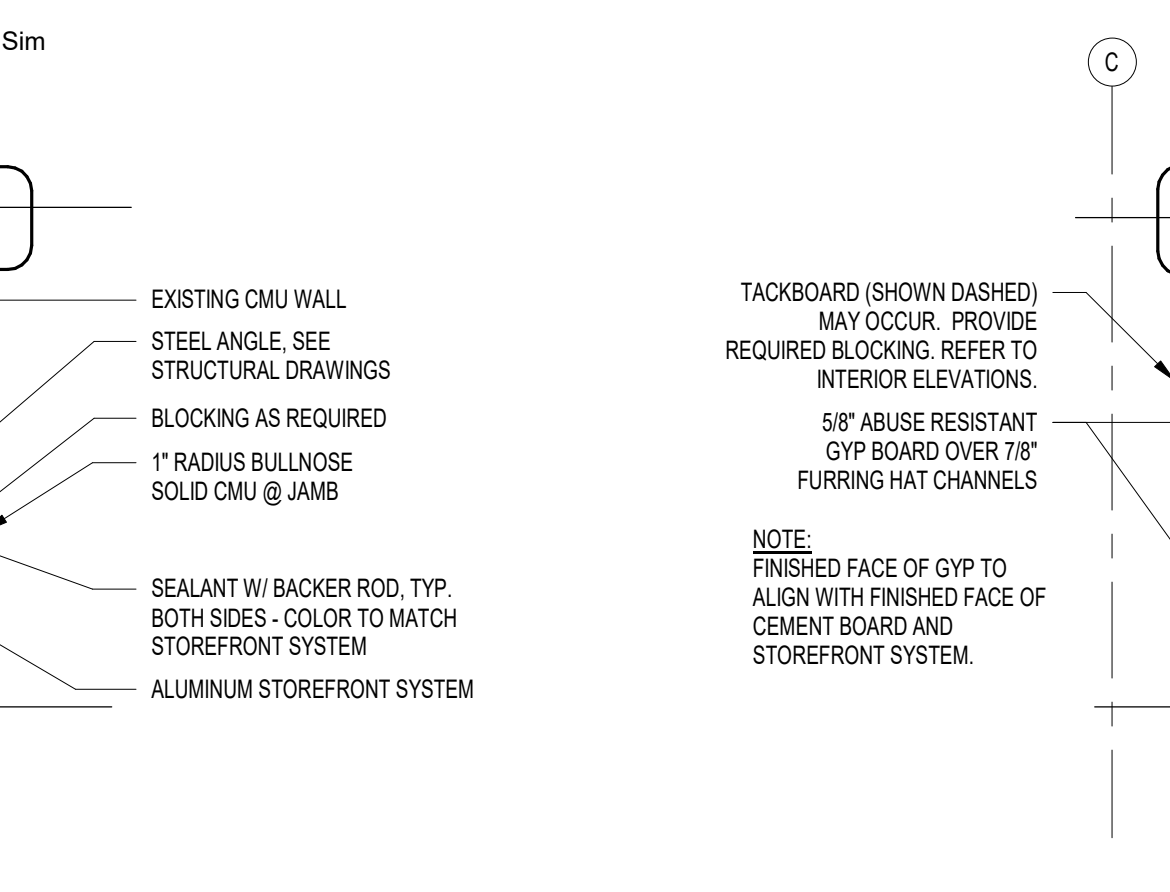 Sim
C
EXISTING CMU WALL
STEEL ANGLE, SEE
STRUCTURAL DRAWINGS
BLOCKING AS REQUIRED
1" RADIUS BULLNOSE
SOLID CMU @ JAMB
SEALANT W/ BACKER ROD, TYP.
BOTH SIDES - COLOR TO MATCH
STOREFRONT SYSTEM
ALUMINUM STOREFRONT SYSTEM
TACKBOARD (SHOWN DASHED)
MAY OCCUR.  PROVIDE
REQUIRED BLOCKING. REFER TO
INTERIOR ELEVATIONS.
5/8" ABUSE RESISTANT
GYP BOARD OVER 7/8"
FURRING HAT CHANNELS
NOTE:
FINISHED FACE OF GYP TO
ALIGN WITH FINISHED FACE OF
CEMENT BOARD AND
STOREFRONT SYSTEM.